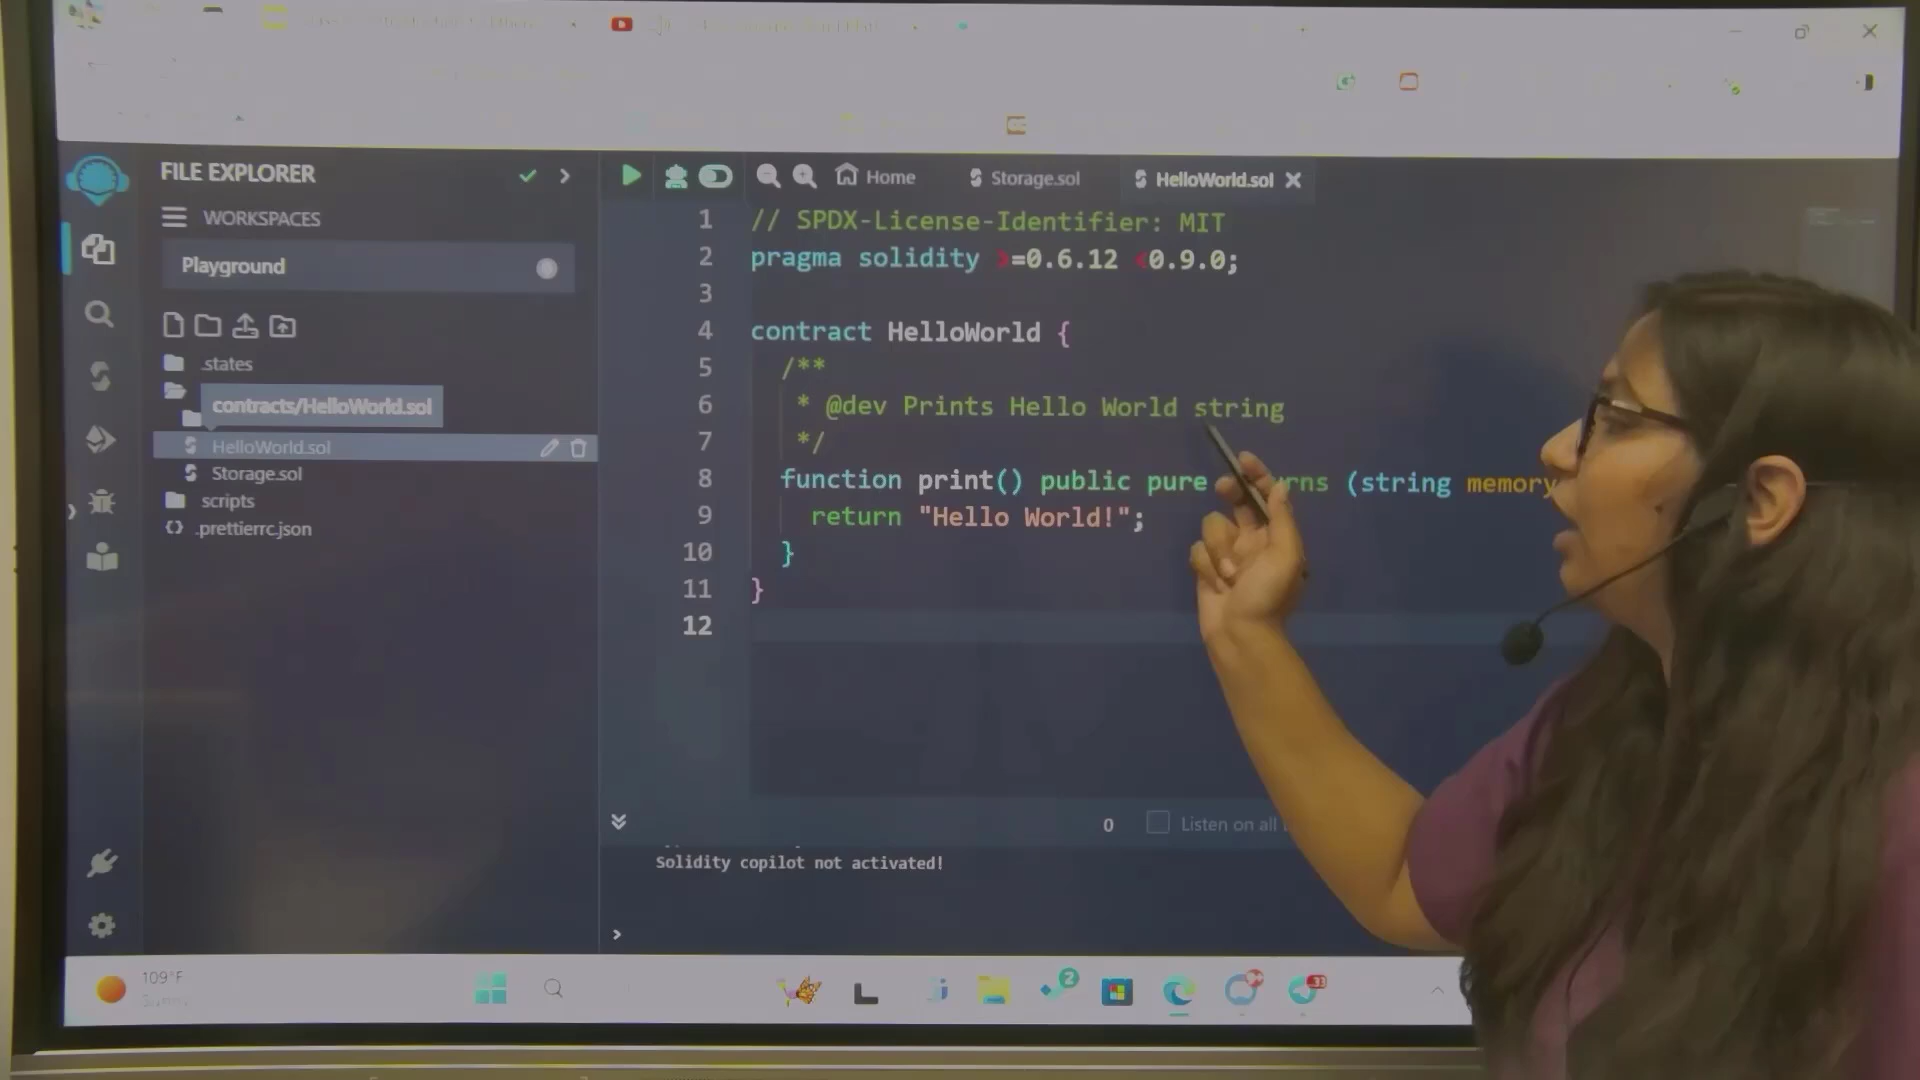 FILE EXPLORER
WORKSPACES
Playground
.states
contracts/HelloWorld.sol
HelloWorld.sol
Storage.sol
scripts
.prettierrc.json
Home
Storage.sol
HelloWorld.sol
1 // SPDX-License-Identifier: MIT
2 pragma solidity >=0.6.12 <0.9.0;
3
4 contract HelloWorld {
5 /**
6 * @dev Prints Hello World string
7 */
8 function print() public pure urns (string memory
9 return "Hello World!";
10 }
11 }
12
0 Listen on all
Solidity copilot not activated!
>
109°F
2
33